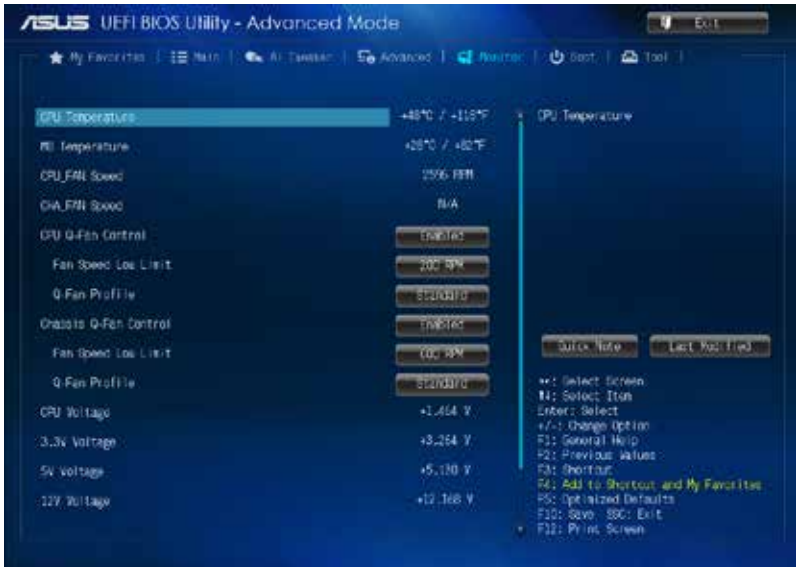 ASUS UEFI BIOS Utility - Advanced Mode
Exit
My Favorites | Main | Ai Tweaker | Advanced | Monitor | Boot | Tool
CPU Temperature +48°C / +118°F
MB Temperature +28°C / +82°F
CPU_FAN Speed 2596 RPM
CHA_FAN Speed N/A
CPU Q-Fan Control Enabled
Fan Speed Low Limit 200 RPM
Q-Fan Profile Standard
Chassis Q-Fan Control Enabled
Fan Speed Low Limit 600 RPM
Q-Fan Profile Standard
CPU Voltage +1.464 V
3.3V Voltage +3.264 V
5V Voltage
12V Voltage +12.168 V
CPU Temperature
Quick Note
Last Modified
→←: Select Screen
↑↓: Select Item
Enter: Select
+/-: Change Option
F1: General Help
F2: Previous Values
F3: Shortcut
F4: Add to Shortcut and My Favorites
F5: Optimized Defaults
F10: Save ESC: Exit
F12: Print Screen